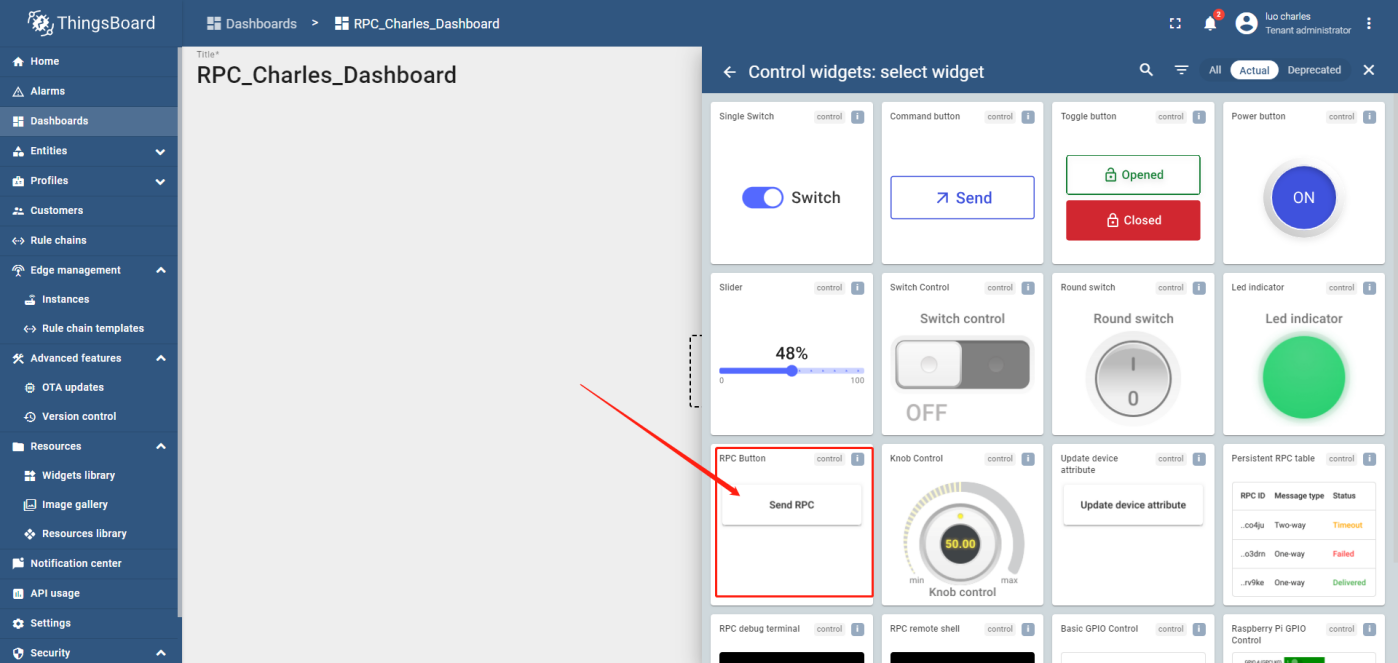 ThingsBoard
Dashboards > RPC_Charles_Dashboard
2
luo charles
Tenant administrator
Home
Alarms
Dashboards
Entities
Profiles
Customers
Rule chains
Edge management
Instances
Rule chain templates
Advanced features
OTA updates
Version control
Resources
Widgets library
Image gallery
Resources library
Notification center
API usage
Settings
Security
Title*
RPC_Charles_Dashboard
Control widgets: select widget
All Actual Deprecated
Single Switch control i
Switch
Command button control i
Send
Toggle button control i
Opened
Closed
Power button control i
ON
Slider control i
48%
0 100
Switch Control control i
Switch control
OFF
Round switch control i
Round switch
I
0
Led indicator control i
Led indicator
RPC Button control i
Send RPC
Knob Control control i
50.00
min max
Knob control
Update device attribute control i
Update device attribute
Persistent RPC table control i
RPC ID Message type Status
..co4ju Two-way Timeout
..o3drn One-way Failed
..rv9ke One-way Delivered
RPC debug terminal control i
RPC remote shell control i
Basic GPIO Control control i
Raspberry Pi GPIO Control control i